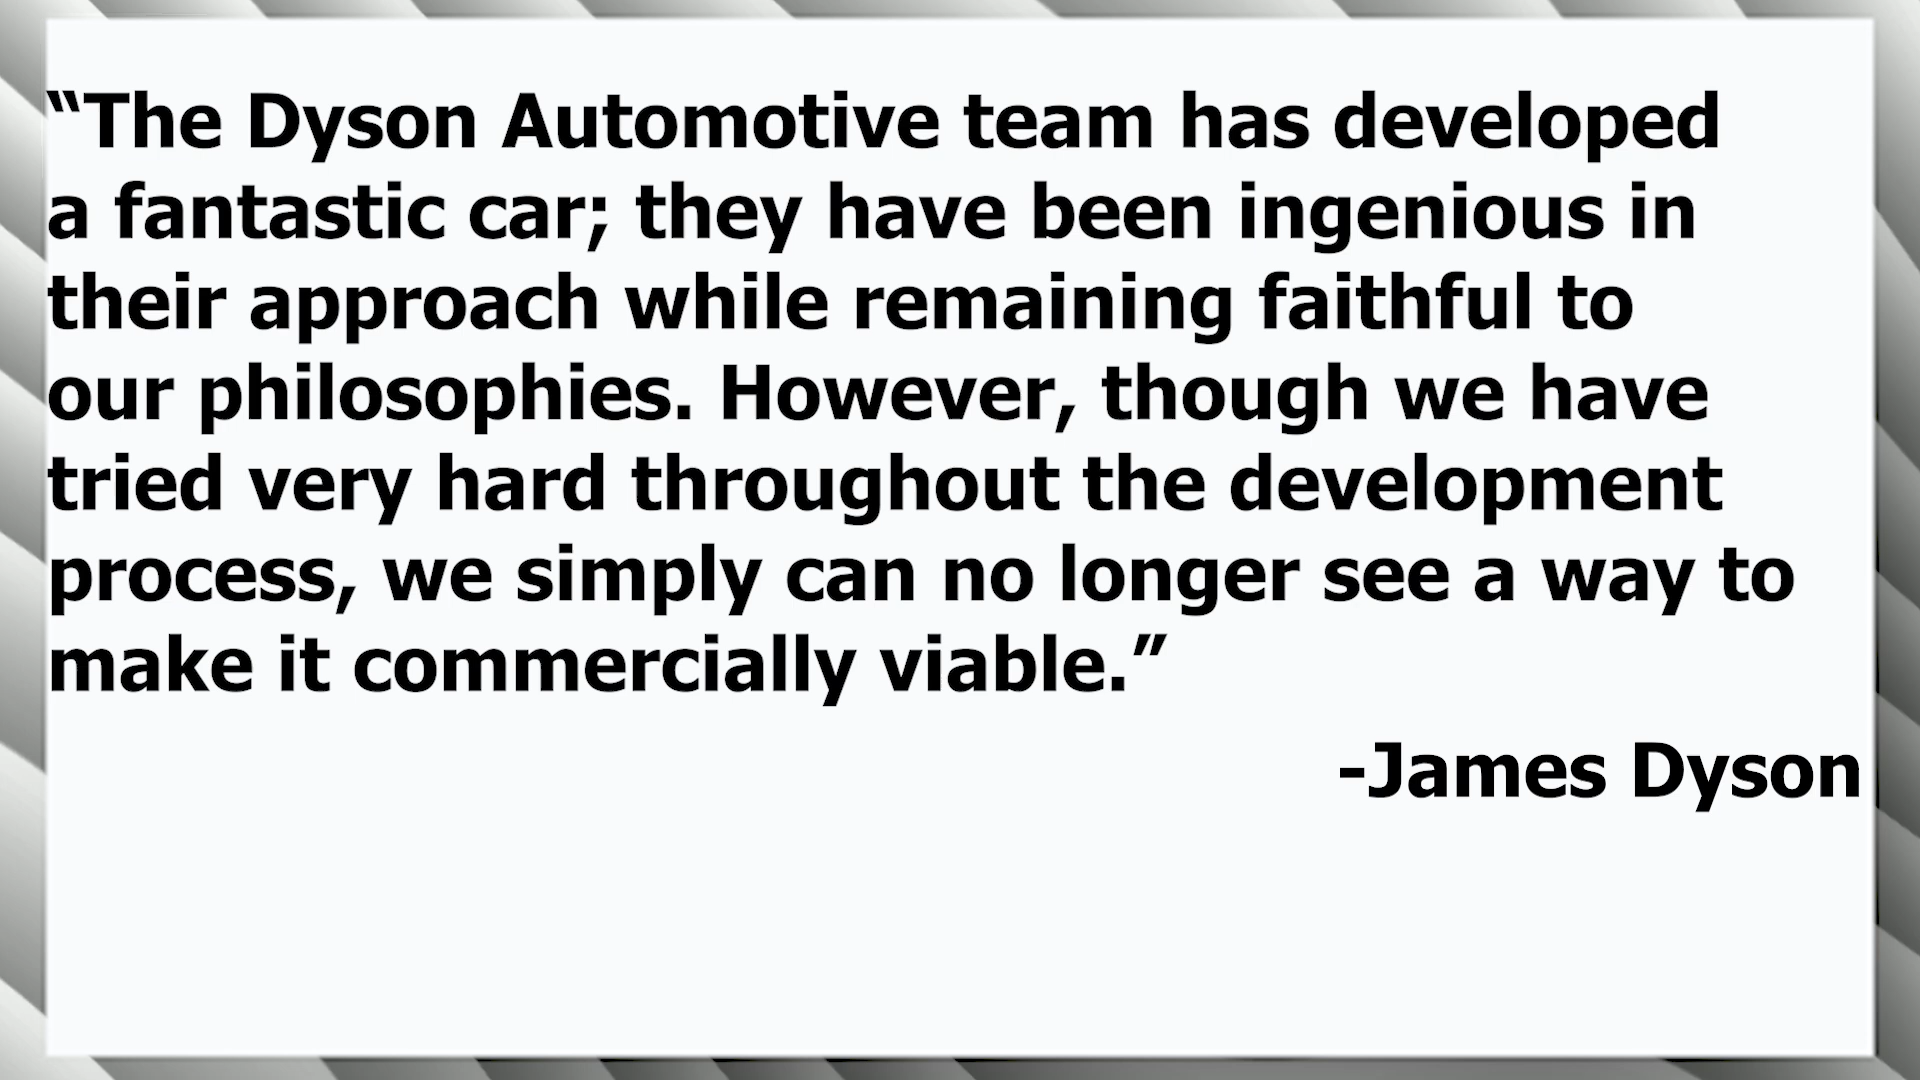 “The Dyson Automotive team has developed
a fantastic car; they have been ingenious in
their approach while remaining faithful to
our philosophies. However, though we have
tried very hard throughout the development
process, we simply can no longer see a way to
make it commercially viable.”
-James Dyson